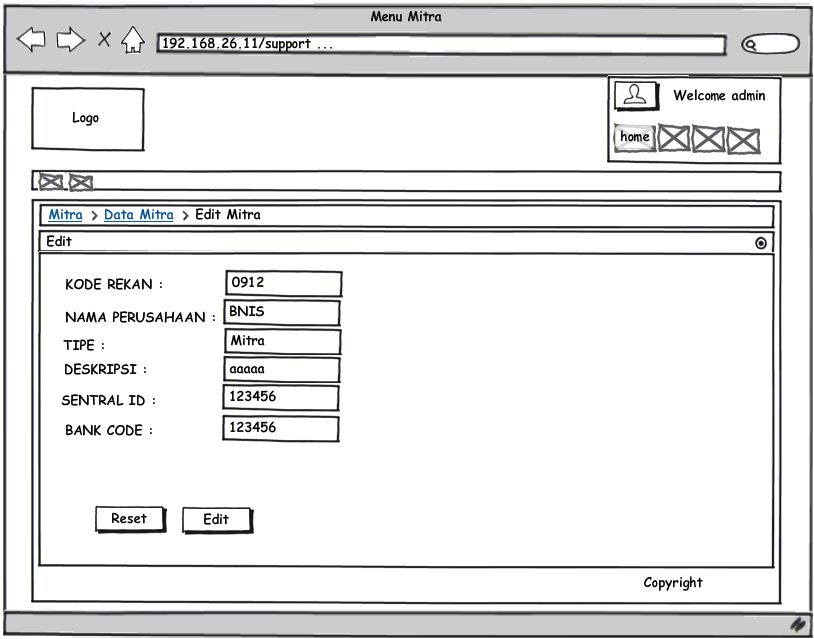 Menu Mitra
192.168.26.11/support ...
Logo
Welcome admin
home
Mitra > Data Mitra > Edit Mitra
Edit
KODE REKAN : 0912
NAMA PERUSAHAAN : BNIS
TIPE : Mitra
DESKRIPSI : aaaaa
SENTRAL ID : 123456
BANK CODE : 123456
Reset Edit
Copyright